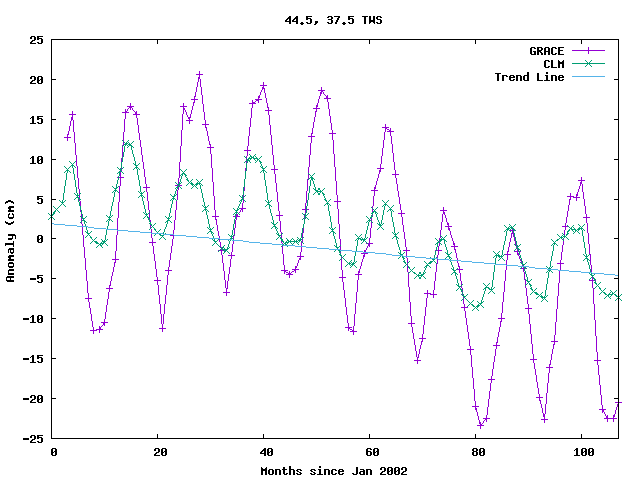 44.5, 37.5 TWS
GRACE
CLM
Trend Line
25
20
15
10
5
0
-5
-10
-15
-20
-25
Anomaly (cm)
0 20 40 60 80 100
Months since Jan 2002